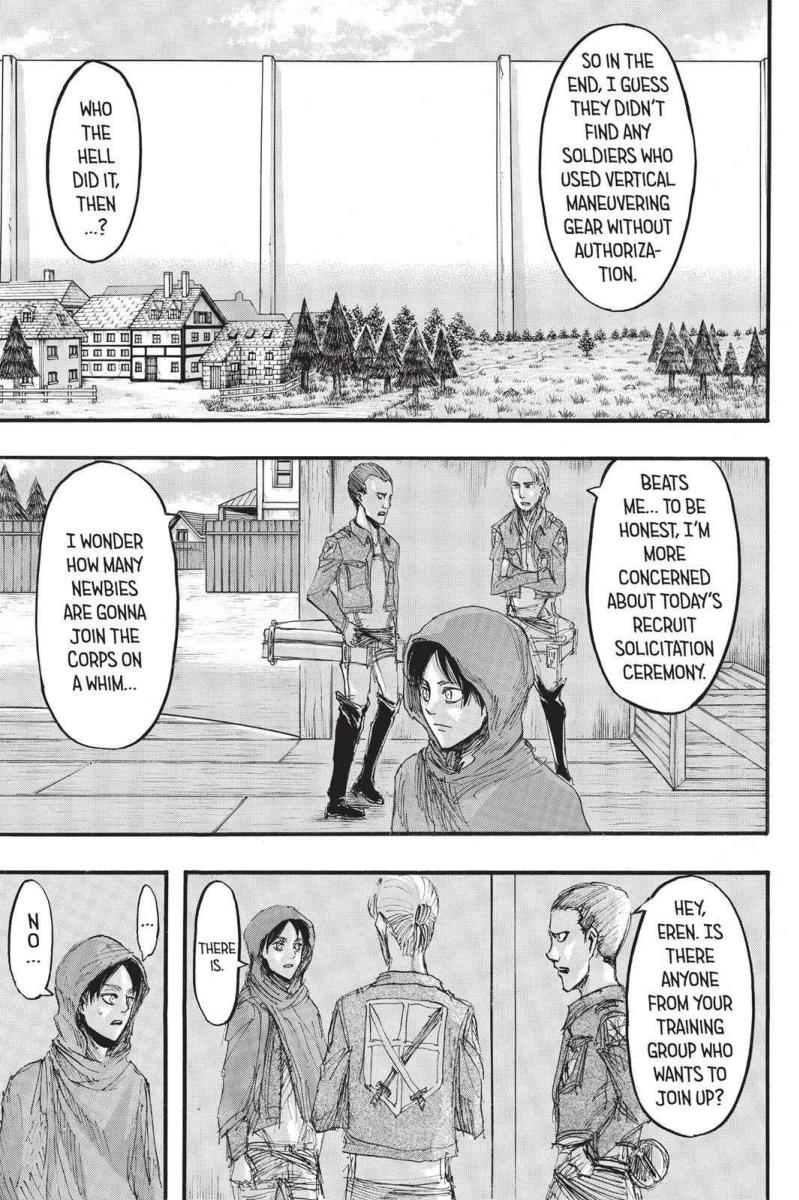 SO IN THE
END, I GUESS
THEY DIDN'T
FIND ANY
SOLDIERS WHO
USED VERTICAL
MANEUVERING
GEAR WITHOUT
AUTHORIZA-
TION.
WHO
THE
HELL
DID IT,
THEN
...?
BEATS
ME... TO BE
HONEST, I'M
MORE
CONCERNED
ABOUT TODAY'S
RECRUIT
SOLICITATION
CEREMONY.
I WONDER
HOW MANY
NEWBIES
ARE GONNA
JOIN THE
CORPS ON
A WHIM...
HEY,
EREN. IS
THERE
ANYONE
FROM YOUR
TRAINING
GROUP WHO
WANTS TO
JOIN UP?
THERE
IS.
...
NO
...